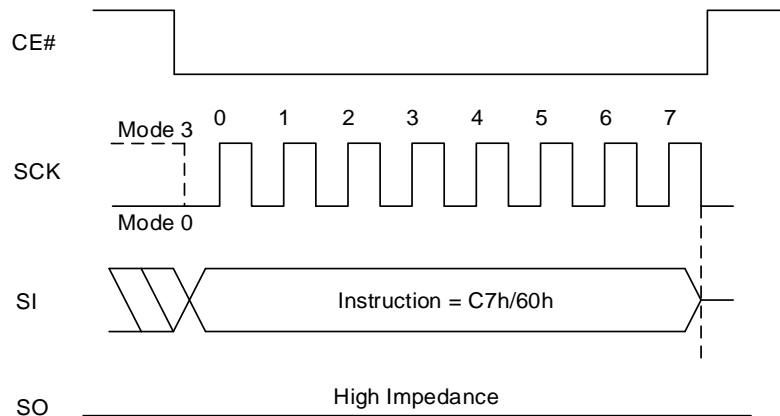 CE#
Mode 3
0 1 2 3 4 5 6 7
SCK
Mode 0
SI
Instruction = C7h/60h
High Impedance
SO